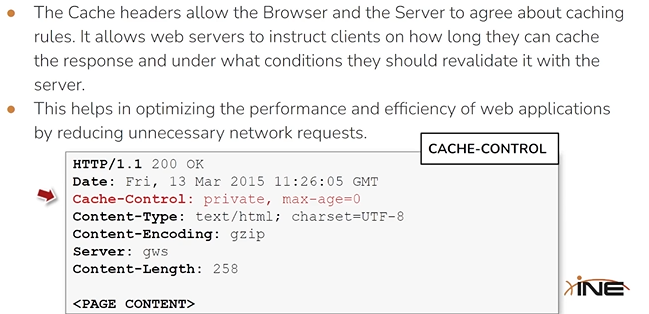 The Cache headers allow the Browser and the Server to agree about caching
rules. It allows web servers to instruct clients on how long they can cache
the response and under what conditions they should revalidate it with the
server.
This helps in optimizing the performance and efficiency of web applications
by reducing unnecessary network requests.
CACHE-CONTROL
HTTP/1.1 200 OK
Date: Fri, 13 Mar 2015 11:26:05 GMT
Cache-Control: private, max-age=0
Content-Type: text/html; charset=UTF-8
Content-Encoding: gzip
Server: gws
Content-Length: 258
<PAGE CONTENT>
INE